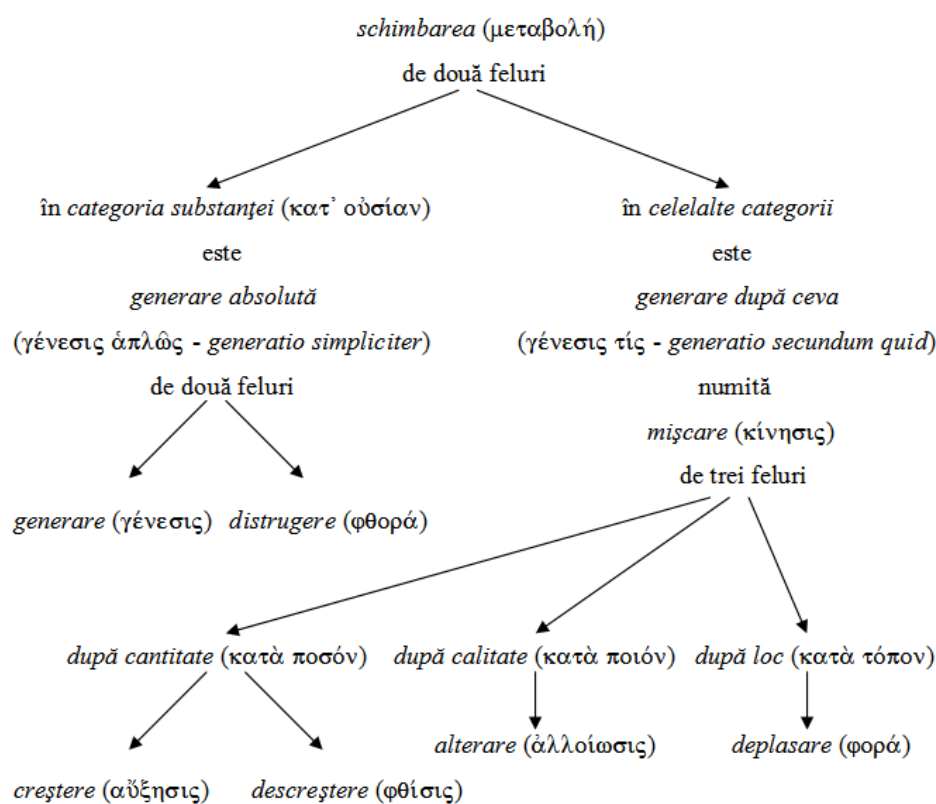 schimbarea (μεταβολή)
de două feluri
în categoria substanţei (κατ᾽ οὐσίαν)
în celelalte categorii
este
este
generare absolută
generare după ceva
(γένεσις ἁπλῶς - generatio simpliciter)
(γένεσις τίς - generatio secundum quid)
de două feluri
numită
mişcare (κίνησις)
de trei feluri
generare (γένεσις)
distrugere (φθορά)
după cantitate (κατὰ ποσόν)
după calitate (κατὰ ποιόν)
după loc (κατὰ τόπον)
alterare (ἀλλοίωσις)
deplasare (φορά)
creştere (αὔξησις)
descreştere (φθίσις)